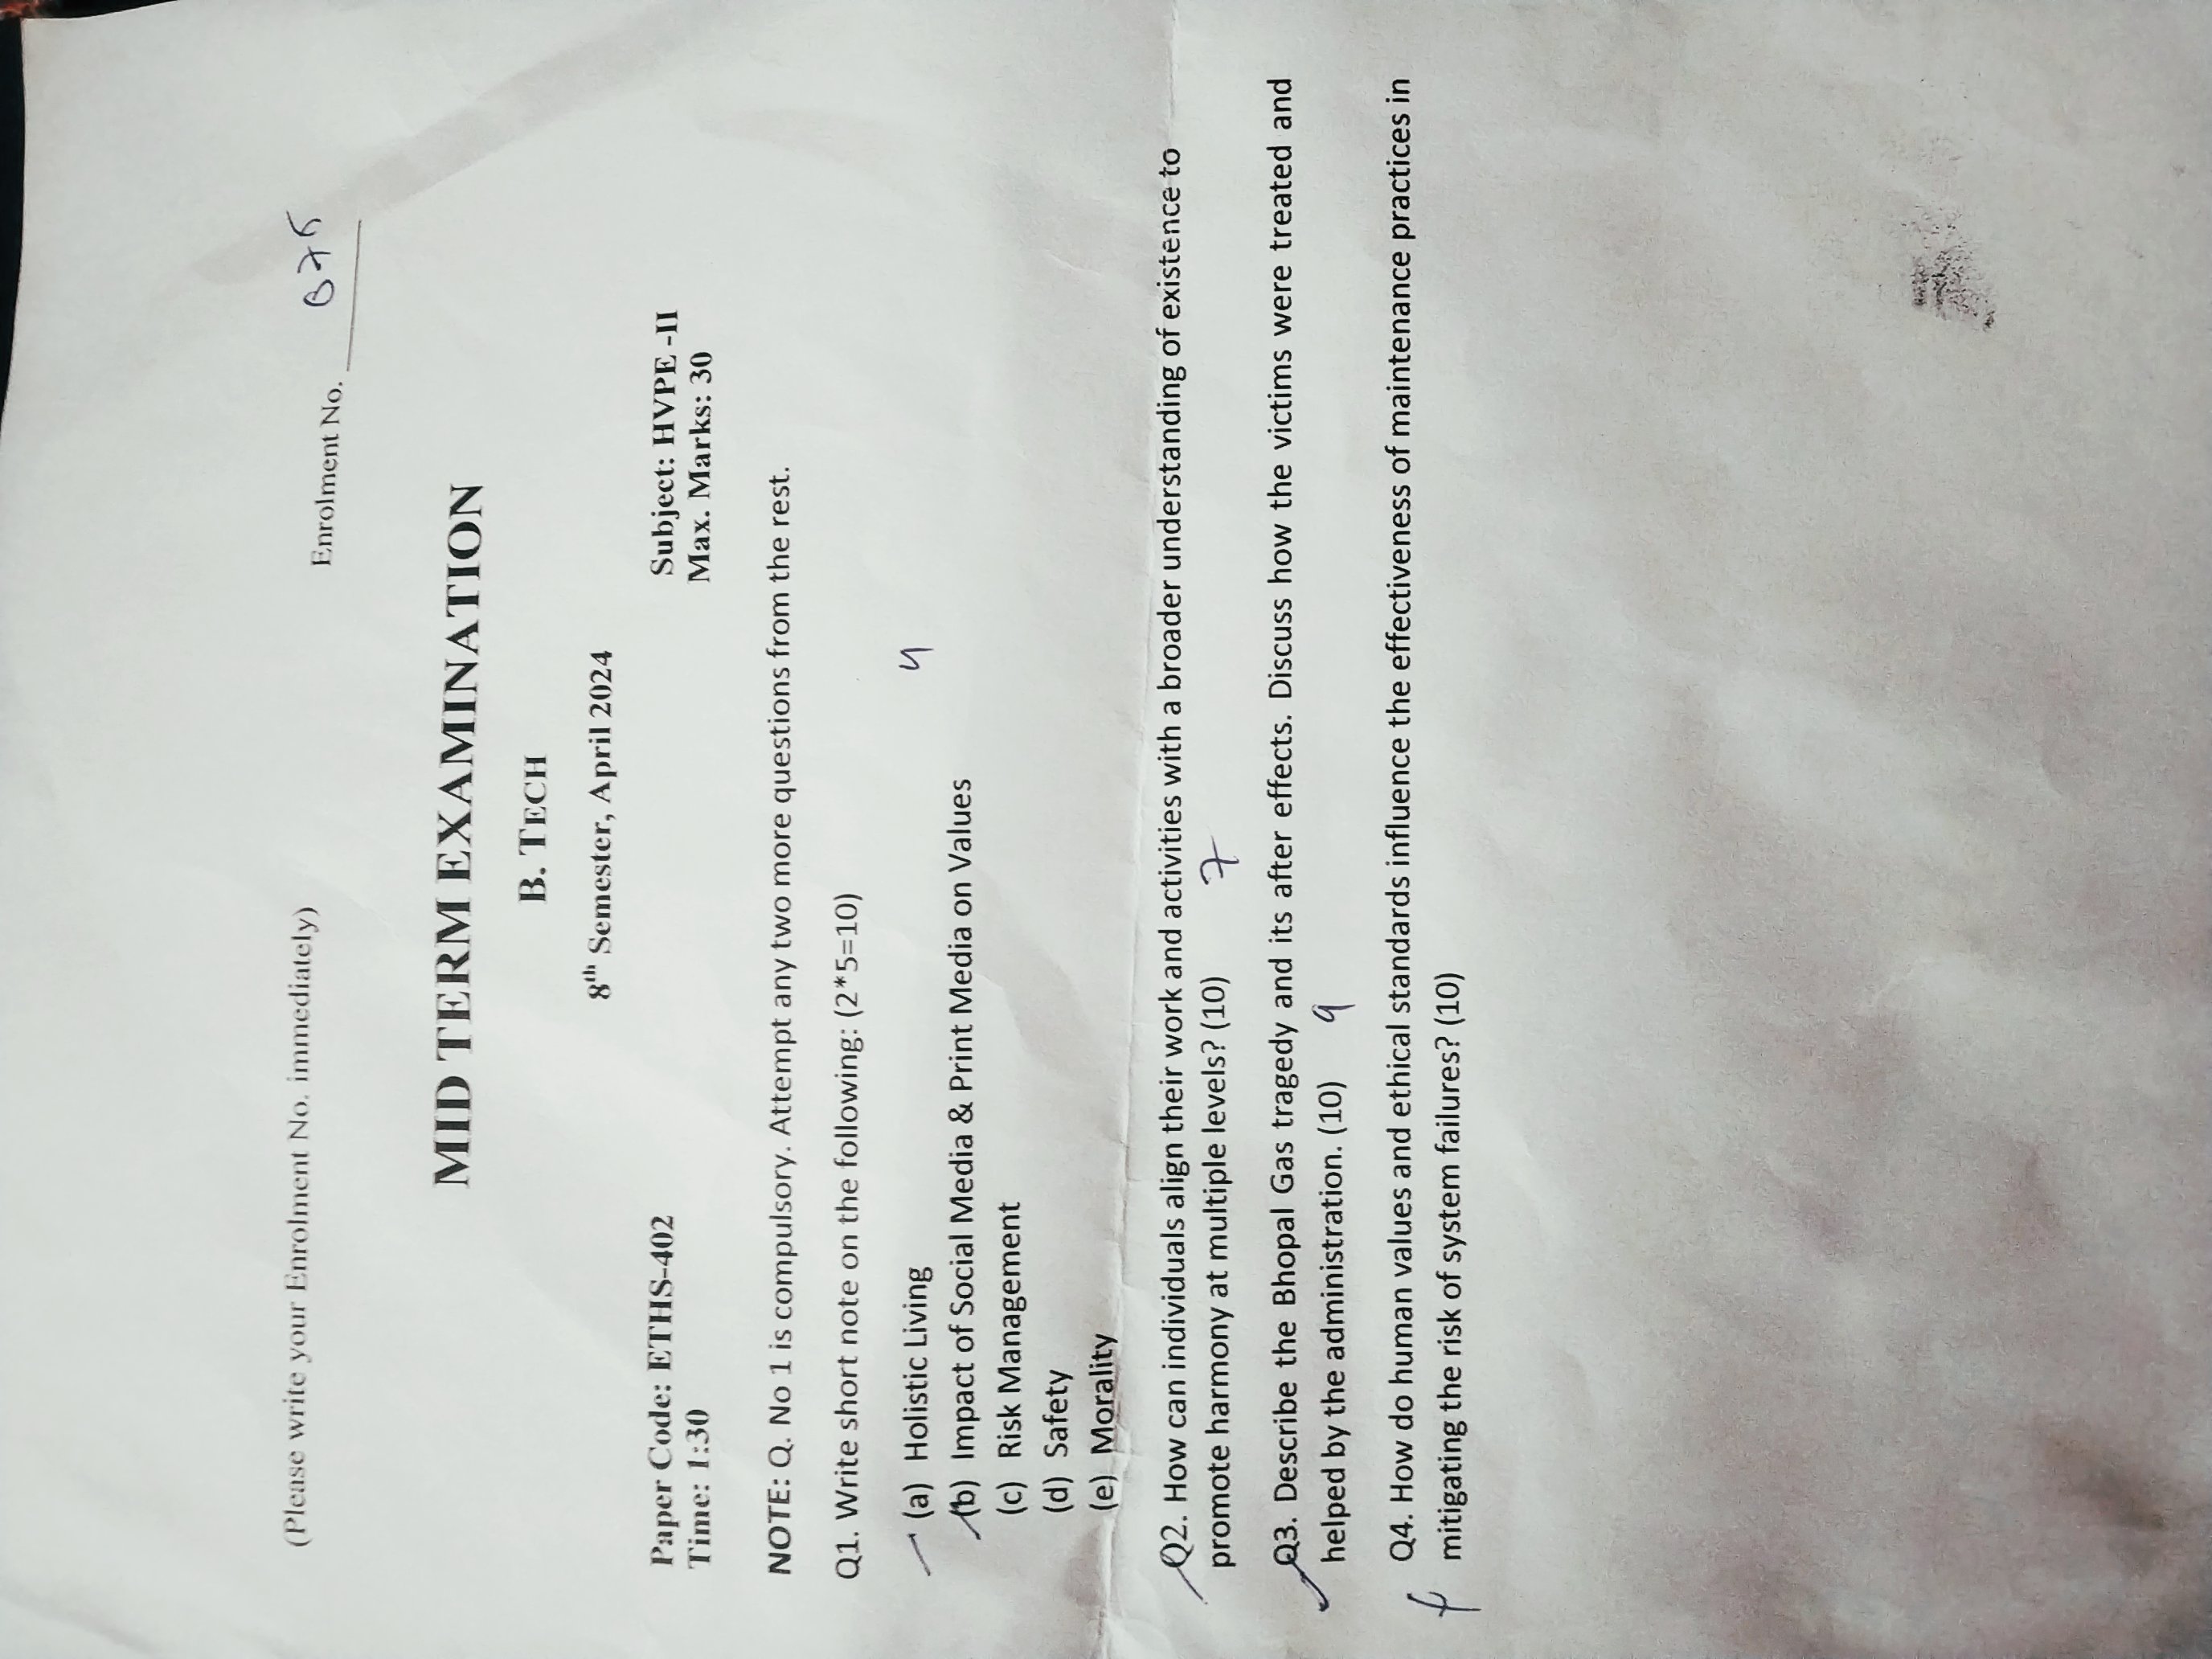 (Please write your Enrolment No. immediately)
Enrolment No.
MID TERM EXAMINATION
B. TECH
8th Semester, April 2024
Paper Code: ETHS-402
Subject: HVPE -II
Time: 1:30
Max. Marks: 30
NOTE: Q. No 1 is compulsory. Attempt any two more questions from the rest.
Q1. Write short note on the following: (2*5=10)
(a) Holistic Living 4
(b) Impact of Social Media & Print Media on Values
(c) Risk Management
(d) Safety
(e) Morality
Q2. How can individuals align their work and activities with a broader understanding of existence to
promote harmony at multiple levels? (10) 7
Q3. Describe the Bhopal Gas tragedy and its after effects. Discuss how the victims were treated and
helped by the administration. (10) 9
Q4. How do human values and ethical standards influence the effectiveness of maintenance practices in
mitigating the risk of system failures? (10)